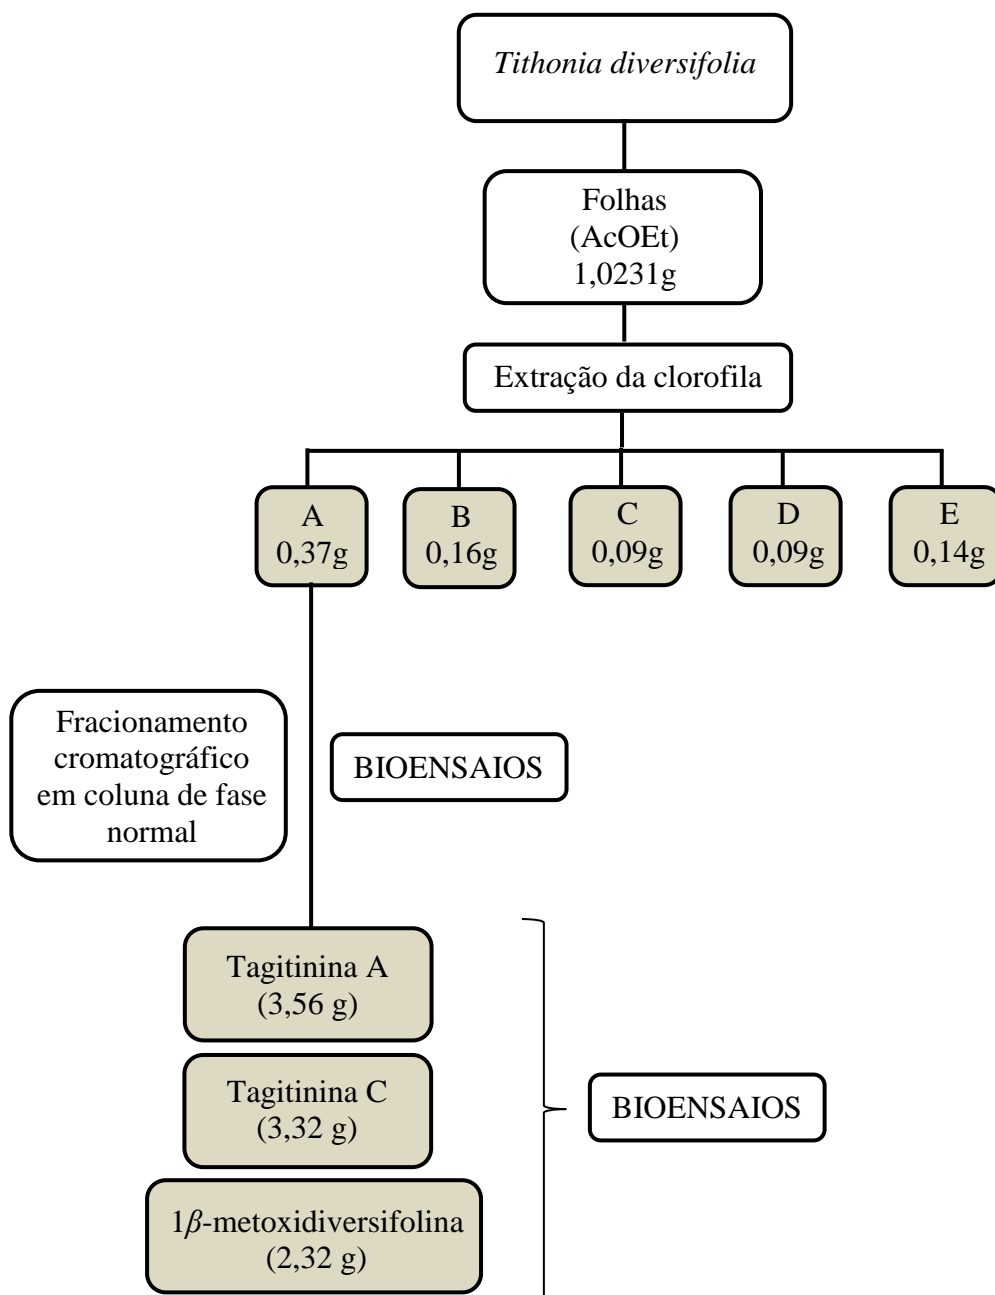 Tithonia diversifolia
Folhas
(AcOEt)
1,0231g
Extração da clorofila
A
0,37g
B
0,16g
C
0,09g
D
0,09g
E
0,14g
Fracionamento
cromatográfico
em coluna de fase
normal
BIOENSAIOS
Tagitinina A
(3,56 g)
Tagitinina C
(3,32 g)
1β-metoxidiversifolina
(2,32 g)
BIOENSAIOS